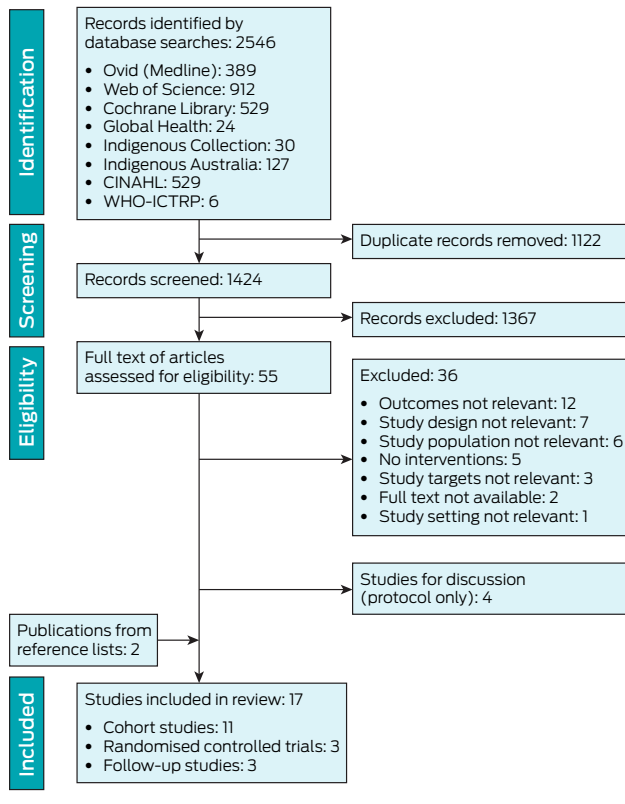 Identification
Records identified by
database searches: 2546
• Ovid (Medline): 389
• Web of Science: 912
• Cochrane Library: 529
• Global Health: 24
• Indigenous Collection: 30
• Indigenous Australia: 127
• CINAHL: 529
• WHO-ICTRP: 6
Duplicate records removed: 1122
Screening
Records screened: 1424
Records excluded: 1367
Eligibility
Full text of articles
assessed for eligibility: 55
Excluded: 36
• Outcomes not relevant: 12
• Study design not relevant: 7
• Study population not relevant: 6
• No interventions: 5
• Study targets not relevant: 3
• Full text not available: 2
• Study setting not relevant: 1
Studies for discussion
(protocol only): 4
Publications from
reference lists: 2
Included
Studies included in review: 17
• Cohort studies: 11
• Randomised controlled trials: 3
• Follow-up studies: 3